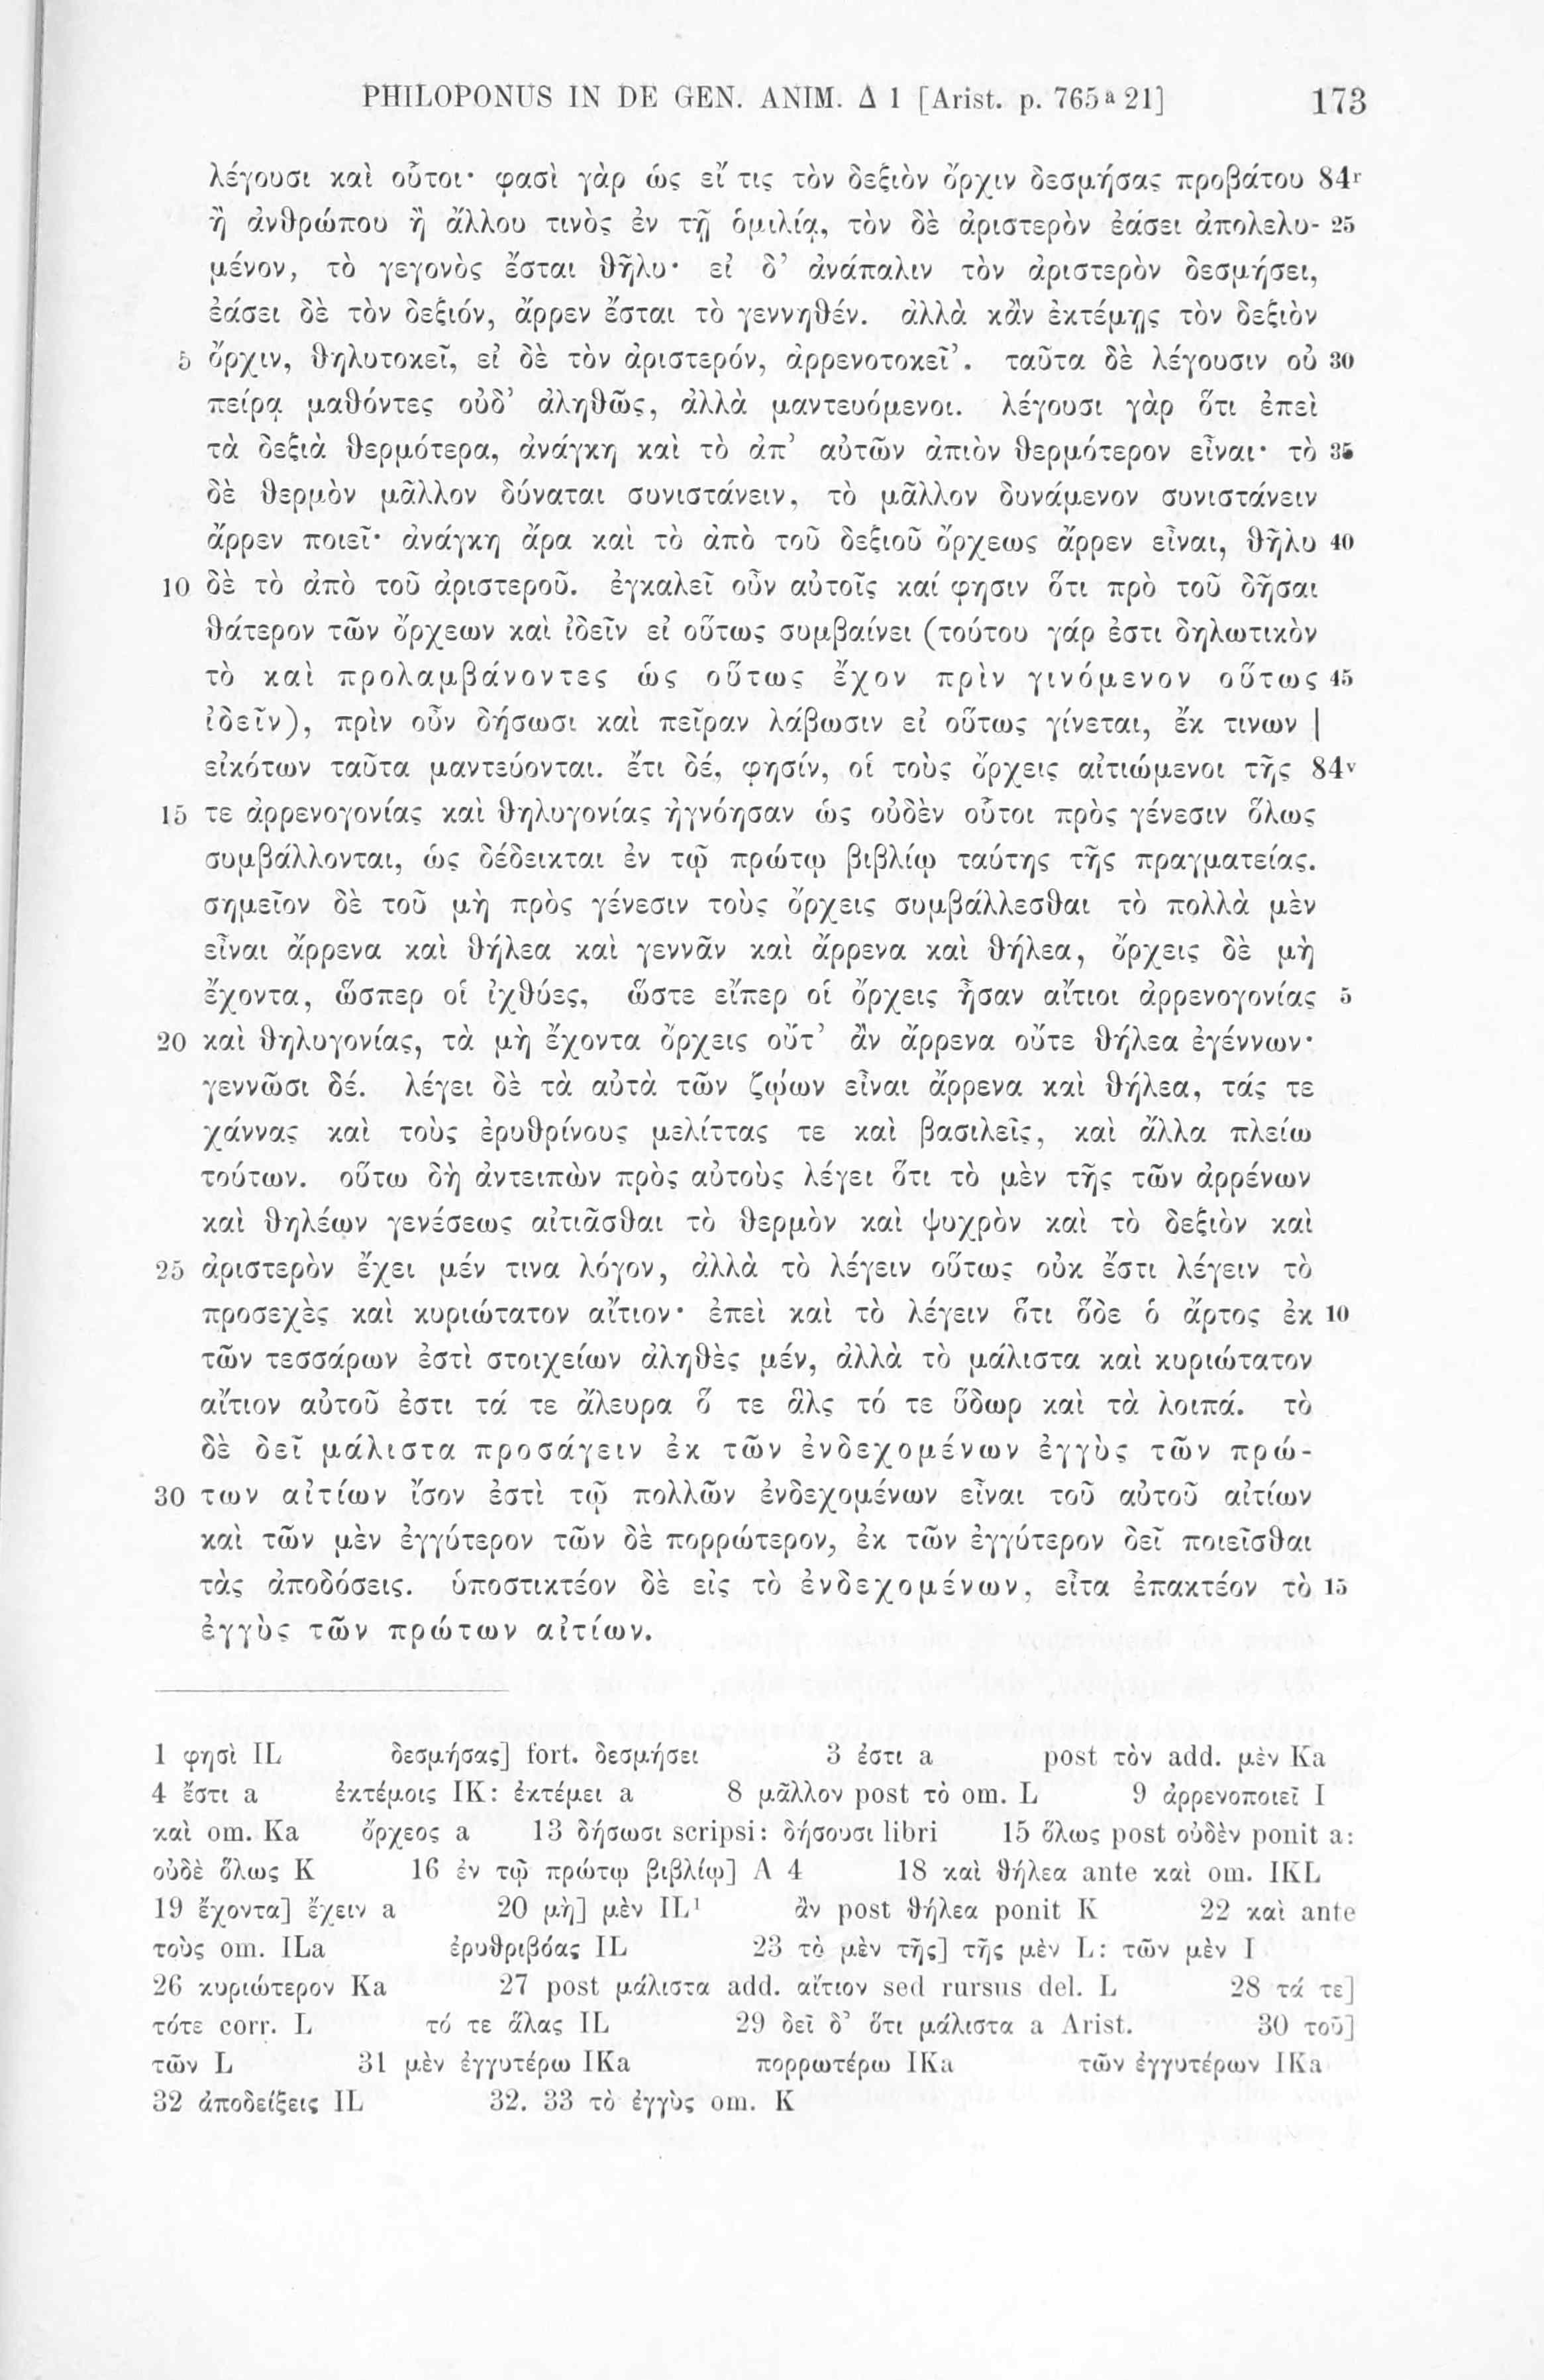 PHILOPONUS IN DE GEN. ANIM. Δ 1 [Arist. p. 765ª 21] 173
λέγουσι καὶ οὗτοι· φασὶ γὰρ ὡς εἴ τις τὸν δεξιὸν ὄρχιν δεσμήσας προβάτου 84r
ἢ ἀνθρώπου ἢ ἄλλου τινὸς ἐν τῇ ὁμιλίᾳ, τὸν δὲ ἀριστερὸν ἐάσει ἀπολελυ- 25
μένον, τὸ γεγονὸς ἔσται θῆλυ· εἰ δ’ ἀνάπαλιν τὸν ἀριστερὸν δεσμήσει,
ἐάσει δὲ τὸν δεξιόν, ἄρρεν ἔσται τὸ γεννηθέν. ἀλλὰ κἂν ἐκτέμῃς τὸν δεξιὸν
5 ὄρχιν, θηλυτοκεῖ, εἰ δὲ τὸν ἀριστερόν, ἀρρενοτοκεῖ’. ταῦτα δὲ λέγουσιν οὐ 30
πείρᾳ μαθόντες οὐδ’ ἀληθῶς, ἀλλὰ μαντευόμενοι. λέγουσι γὰρ ὅτι ἐπεὶ
τὰ δεξιὰ θερμότερα, ἀνάγκη καὶ τὸ ἀπ’ αὐτῶν ἀπιὸν θερμότερον εἶναι· τὸ 35
δὲ θερμὸν μᾶλλον δύναται συνιστάνειν, τὸ μᾶλλον δυνάμενον συνιστάνειν
ἄρρεν ποιεῖ· ἀνάγκη ἄρα καὶ τὸ ἀπὸ τοῦ δεξιοῦ ὄρχεως ἄρρεν εἶναι, θῆλυ 40
10 δὲ τὸ ἀπὸ τοῦ ἀριστεροῦ. ἐγκαλεῖ οὖν αὐτοῖς καί φησιν ὅτι πρὸ τοῦ δῆσαι
θάτερον τῶν ὄρχεων καὶ ἰδεῖν εἰ οὕτως συμβαίνει (τούτου γάρ ἐστι δηλωτικὸν
τὸ καὶ προλαμβάνοντες ὡς οὕτως ἔχον πρὶν γινόμενον οὕτως 45
ἰδεῖν), πρὶν οὖν δήσωσι καὶ πεῖραν λάβωσιν εἰ οὕτως γίνεται, ἔκ τινων |
εἰκότων ταῦτα μαντεύονται. ἔτι δέ, φησίν, οἱ τοὺς ὄρχεις αἰτιώμενοι τῆς 84v
15 τε ἀρρενογονίας καὶ θηλυγονίας ἠγνόησαν ὡς οὐδὲν οὗτοι πρὸς γένεσιν ὅλως
συμβάλλονται, ὡς δέδεικται ἐν τῷ πρώτῳ βιβλίῳ ταύτης τῆς πραγματείας.
σημεῖον δὲ τοῦ μὴ πρὸς γένεσιν τοὺς ὄρχεις συμβάλλεσθαι τὸ πολλὰ μὲν
εἶναι ἄρρενα καὶ θήλεα καὶ γεννᾶν καὶ ἄρρενα καὶ θήλεα, ὄρχεις δὲ μὴ
ἔχοντα, ὥσπερ οἱ ἰχθύες, ὥστε εἴπερ οἱ ὄρχεις ἦσαν αἴτιοι ἀρρενογονίας 5
20 καὶ θηλυγονίας, τὰ μὴ ἔχοντα ὄρχεις οὔτ’ ἂν ἄρρενα οὔτε θήλεα ἐγέννων·
γεννῶσι δέ. λέγει δὲ τὰ αὐτὰ τῶν ζῴων εἶναι ἄρρενα καὶ θήλεα, τάς τε
χάννας καὶ τοὺς ἐρυθρίνους μελίττας τε καὶ βασιλεῖς, καὶ ἄλλα πλείω
τούτων. οὕτω δὴ ἀντειπὼν πρὸς αὐτοὺς λέγει ὅτι τὸ μὲν τῆς τῶν ἀρρένων
καὶ θηλέων γενέσεως αἰτιᾶσθαι τὸ θερμὸν καὶ ψυχρὸν καὶ τὸ δεξιὸν καὶ
25 ἀριστερὸν ἔχει μέν τινα λόγον, ἀλλὰ τὸ λέγειν οὕτως οὐκ ἔστι λέγειν τὸ
προσεχὲς καὶ κυριώτατον αἴτιον· ἐπεὶ καὶ τὸ λέγειν ὅτι ὅδε ὁ ἄρτος ἐκ 10
τῶν τεσσάρων ἐστὶ στοιχείων ἀληθὲς μέν, ἀλλὰ τὸ μάλιστα καὶ κυριώτατον
αἴτιον αὐτοῦ ἐστι τά τε ἄλευρα ὅ τε ἅλς τό τε ὕδωρ καὶ τὰ λοιπά. τὸ
δὲ δεῖ μάλιστα προσάγειν ἐκ τῶν ἐνδεχομένων ἐγγὺς τῶν πρώ-
30 των αἰτίων ἴσον ἐστὶ τῷ πολλῶν ἐνδεχομένων εἶναι τοῦ αὐτοῦ αἰτίων
καὶ τῶν μὲν ἐγγύτερον τῶν δὲ πορρώτερον, ἐκ τῶν ἐγγύτερον δεῖ ποιεῖσθαι
τὰς ἀποδόσεις. ὑποστικτέον δὲ εἰς τὸ ἐνδεχομένων, εἶτα ἐπακτέον τὸ 15
ἐγγὺς τῶν πρώτων αἰτίων.
1 φησὶ IL δεσμήσας] fort. δεσμήσει 3 ἐστι a post τὸν add. μὲν Ka
4 ἔστι a ἐκτέμοις IK: ἐκτέμει a 8 μᾶλλον post τὸ om. L 9 ἀρρενοποιεῖ I
καὶ om. Ka ὄρχεος a 13 δήσωσι scripsi: δήσουσι libri 15 ὅλως post οὐδὲν ponit a:
οὐδὲ ὅλως K 16 ἐν τῷ πρώτῳ βιβλίῳ] A 4 18 καὶ θήλεα ante καὶ om. IKL
19 ἔχοντα] ἔχειν a 20 μὴ] μὲν IL¹ ἂν post θήλεα ponit K 22 καὶ ante
τοὺς om. ILa ἐρυθριβόας IL 23 τὸ μὲν τῆς] τῆς μὲν L: τῶν μὲν I
26 κυριώτερον Ka 27 post μάλιστα add. αἴτιον sed rursus del. L 28 τά τε]
τότε corr. L τό τε ἅλας IL 29 δεῖ δ’ ὅτι μάλιστα a Arist. 30 τοῦ]
τῶν L 31 μὲν ἐγγυτέρω IKa πορρωτέρω IKa τῶν ἐγγυτέρων IKa
32 ἀποδείξεις IL 32. 33 τὸ ἐγγὺς om. K